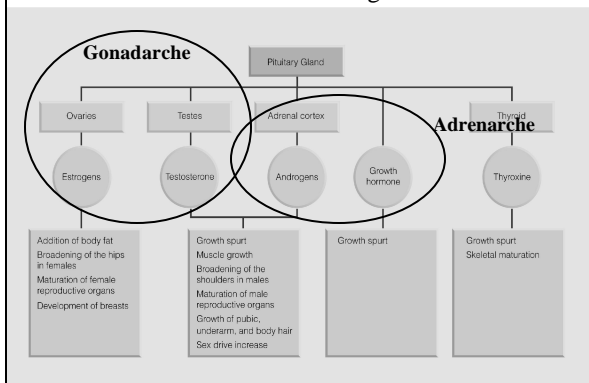 Gonadarche
Pituitary Gland
Ovaries
Testes
Adrenal cortex
Thyroid
Adrenarche
Estrogens
Testosterone
Androgens
Growth
hormone
Thyroxine
Addition of body fat
Broadening of the hips
in females
Maturation of female
reproductive organs
Development of breasts
Growth spurt
Muscle growth
Broadening of the
shoulders in males
Maturation of male
reproductive organs
Growth of pubic,
underarm, and body hair
Sex drive increase
Growth spurt
Growth spurt
Skeletal maturation